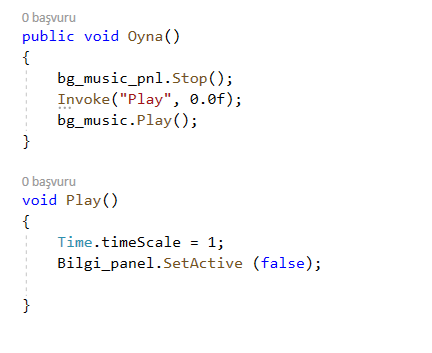 0 başvuru
public void Oyna()
{
bg_music_pnl.Stop();
Invoke("Play", 0.0f);
bg_music.Play();
}
0 başvuru
void Play()
{
Time.timeScale = 1;
Bilgi_panel.SetActive (false);
}